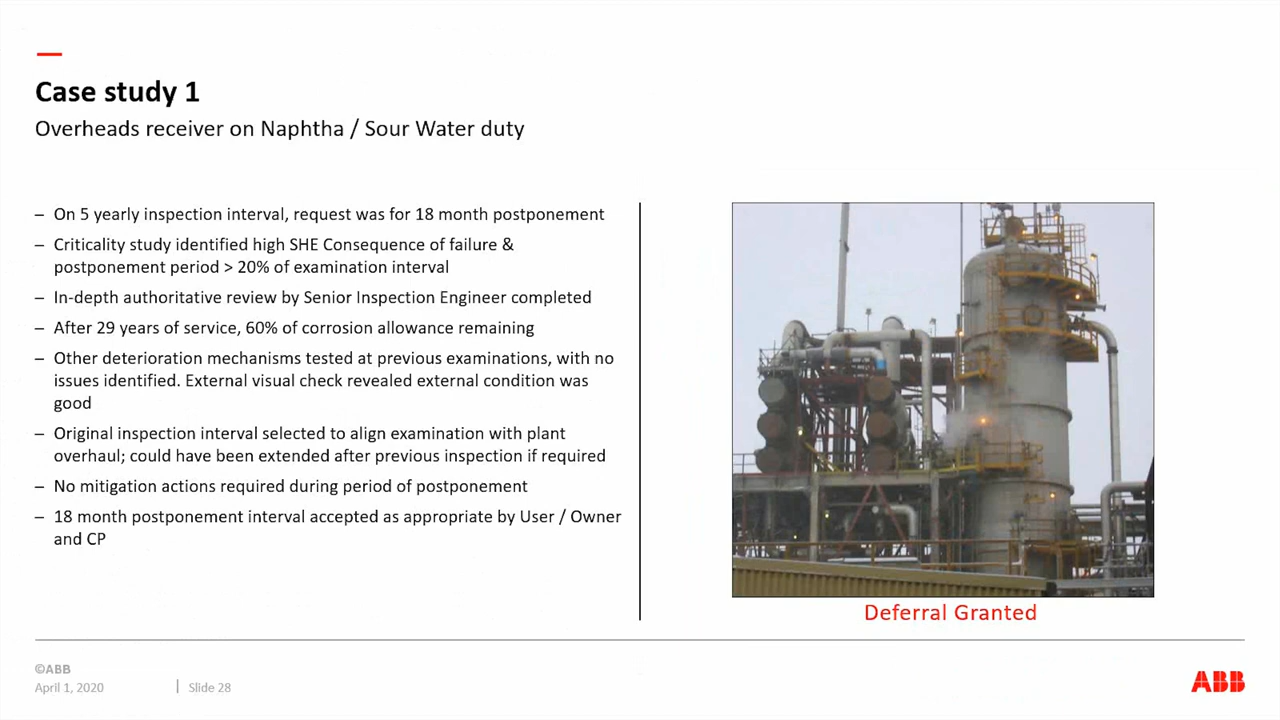 Case study 1
Overheads receiver on Naphtha / Sour Water duty
– On 5 yearly inspection interval, request was for 18 month postponement
– Criticality study identified high SHE Consequence of failure &
postponement period > 20% of examination interval
– In-depth authoritative review by Senior Inspection Engineer completed
– After 29 years of service, 60% of corrosion allowance remaining
– Other deterioration mechanisms tested at previous examinations, with no
issues identified. External visual check revealed external condition was
good
– Original inspection interval selected to align examination with plant
overhaul; could have been extended after previous inspection if required
– No mitigation actions required during period of postponement
– 18 month postponement interval accepted as appropriate by User / Owner
and CP
Deferral Granted
©ABB
April 1, 2020 | Slide 28
ABB